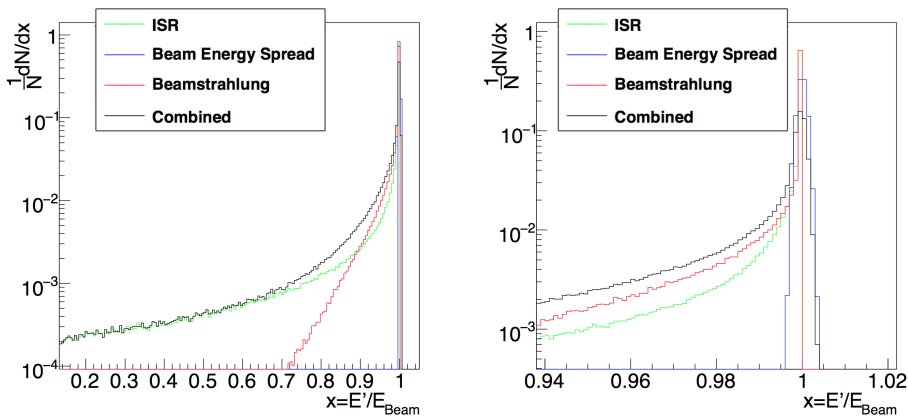 ISR
Beam Energy Spread
Beamstrahlung
Combined
1/N dN/dx
1
10⁻¹
10⁻²
10⁻³
10⁻⁴
0.2 0.3 0.4 0.5 0.6 0.7 0.8 0.9 1
x=E'/E_Beam
ISR
Beam Energy Spread
Beamstrahlung
Combined
1/N dN/dx
1
10⁻¹
10⁻²
10⁻³
0.94 0.96 0.98 1 1.02
x=E'/E_Beam